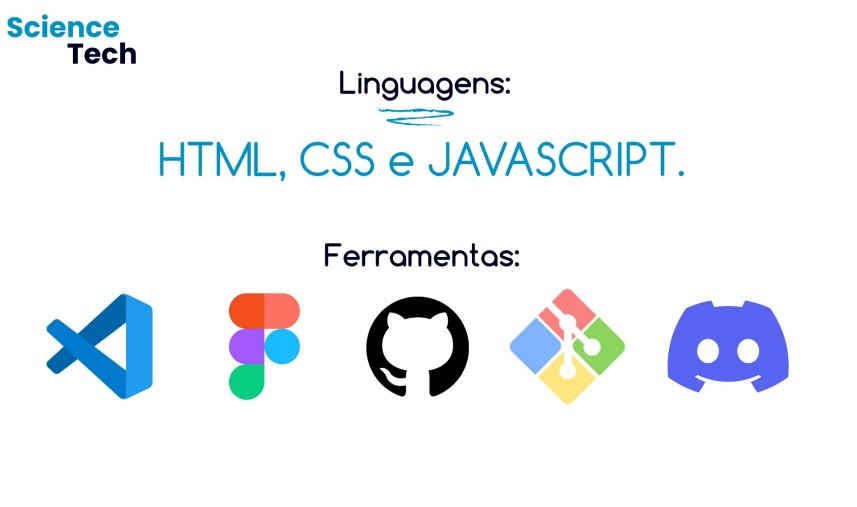 Science
Tech
Linguagens:
HTML, CSS e JAVASCRIPT.
Ferramentas: